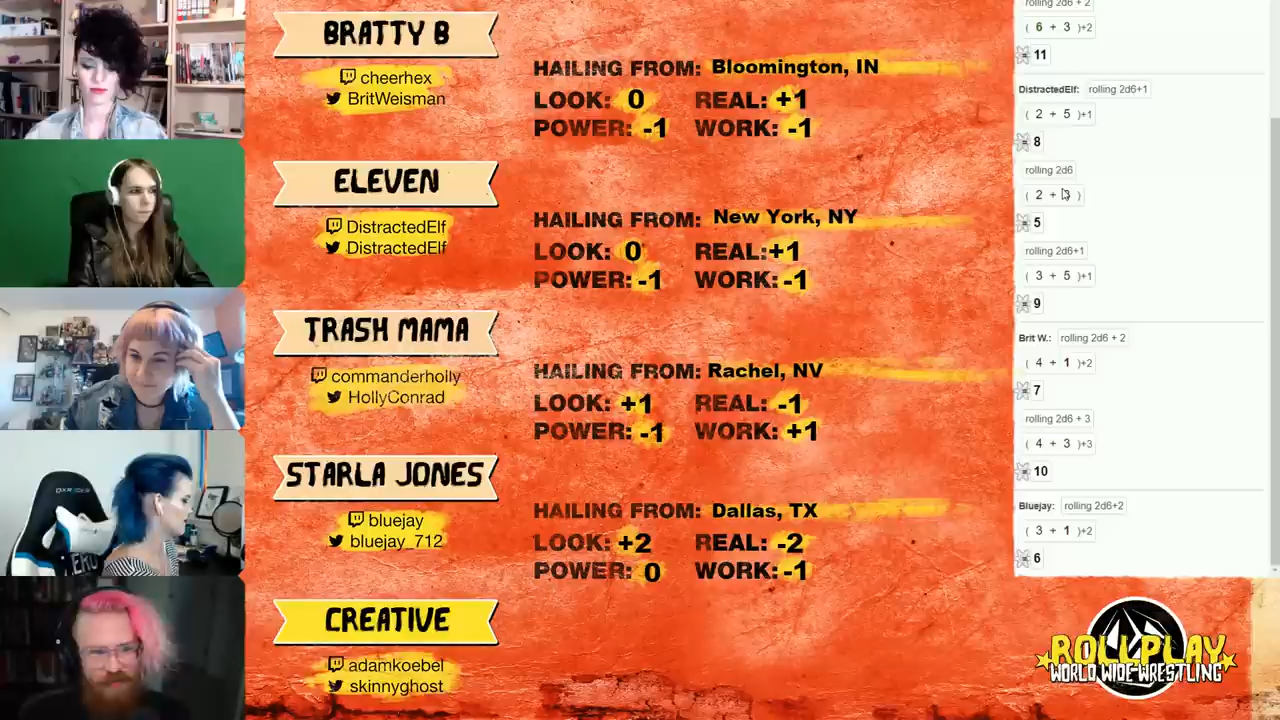 BRATTY B
cheerhex
BritWeisman
HAILING FROM: Bloomington, IN
LOOK: 0 REAL: +1
POWER: -1 WORK: -1
ELEVEN
DistractedElf
DistractedElf
HAILING FROM: New York, NY
LOOK: 0 REAL:+1
POWER: -1 WORK: -1
TRASH MAMA
commanderholly
HollyConrad
HAILING FROM: Rachel, NV
LOOK: +1 REAL: -1
POWER: -1 WORK: +1
STARLA JONES
bluejay
bluejay_712
HAILING FROM: Dallas, TX
LOOK: +2 REAL: -2
POWER: 0 WORK: -1
CREATIVE
adamkoebel
skinnyghost
rolling 2d6 + 2
( 6 + 3 )+2
= 11
DistractedElf: rolling 2d6+1
( 2 + 5 )+1
= 8
rolling 2d6
( 2 + 3 )
= 5
rolling 2d6+1
( 3 + 5 )+1
= 9
Brit W.: rolling 2d6 + 2
( 4 + 1 )+2
= 7
rolling 2d6 + 3
( 4 + 3 )+3
= 10
Bluejay: rolling 2d6+2
( 3 + 1 )+2
= 6
ROLLPLAY
WORLD WIDE WRESTLING